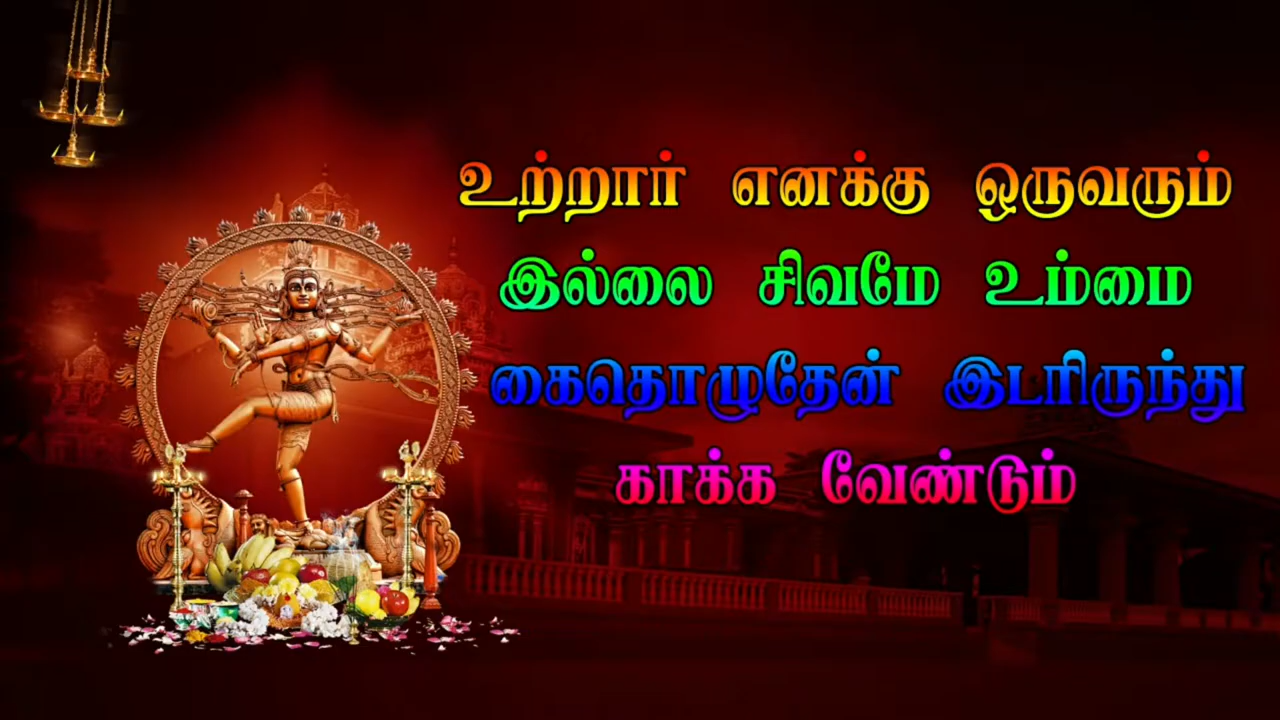 உற்றார் எனக்கு ஒருவரும்
இல்லை சிவமே உம்மை
கைதொழுதேன் இடரிருந்து
காக்க வேண்டும்